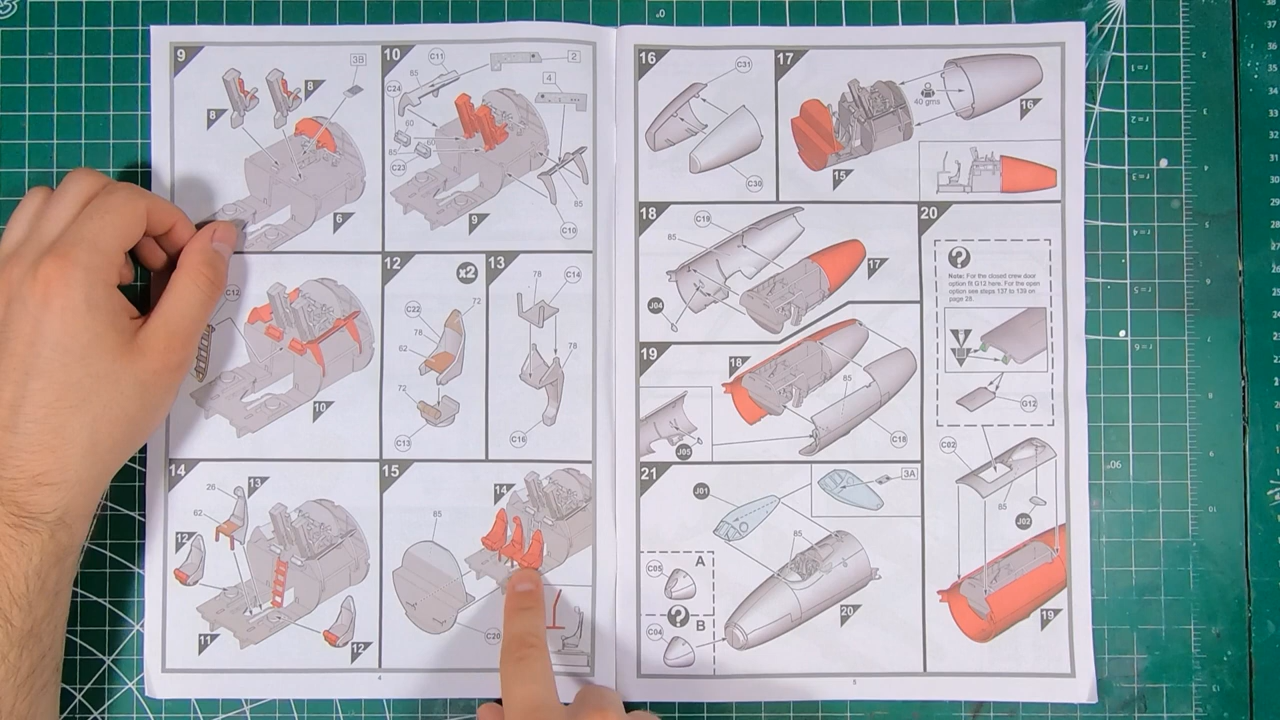 9
3B
8
8
6
10
C11
2
85
4
C24
60
85
60
C23
9
85
C10
C12
10
12
x2
C22
72
78
62
72
C13
13
78
C14
78
C16
14
26
13
62
12
11
12
15
85
14
C20
4
16
C31
C30
17
40 gms
16
15
18
C19
85
17
J04
19
18
85
J05
C18
20
?
Note: For the closed crew door
option fit G12 here. For the open
option see steps 137 to 139 on
page 28.
G12
C02
85
J02
19
21
J01
3A
85
A
C05
?
B
C04
20
5